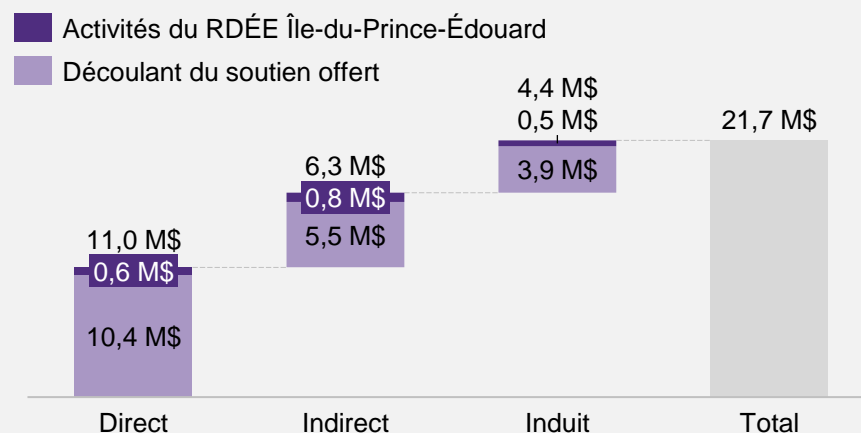 Activités du RDÉE Île-du-Prince-Édouard
Découlant du soutien offert
4,4 M$
0,5 M$
21,7 M$
6,3 M$
0,8 M$
3,9 M$
11,0 M$
5,5 M$
0,6 M$
10,4 M$
Direct
Indirect
Induit
Total